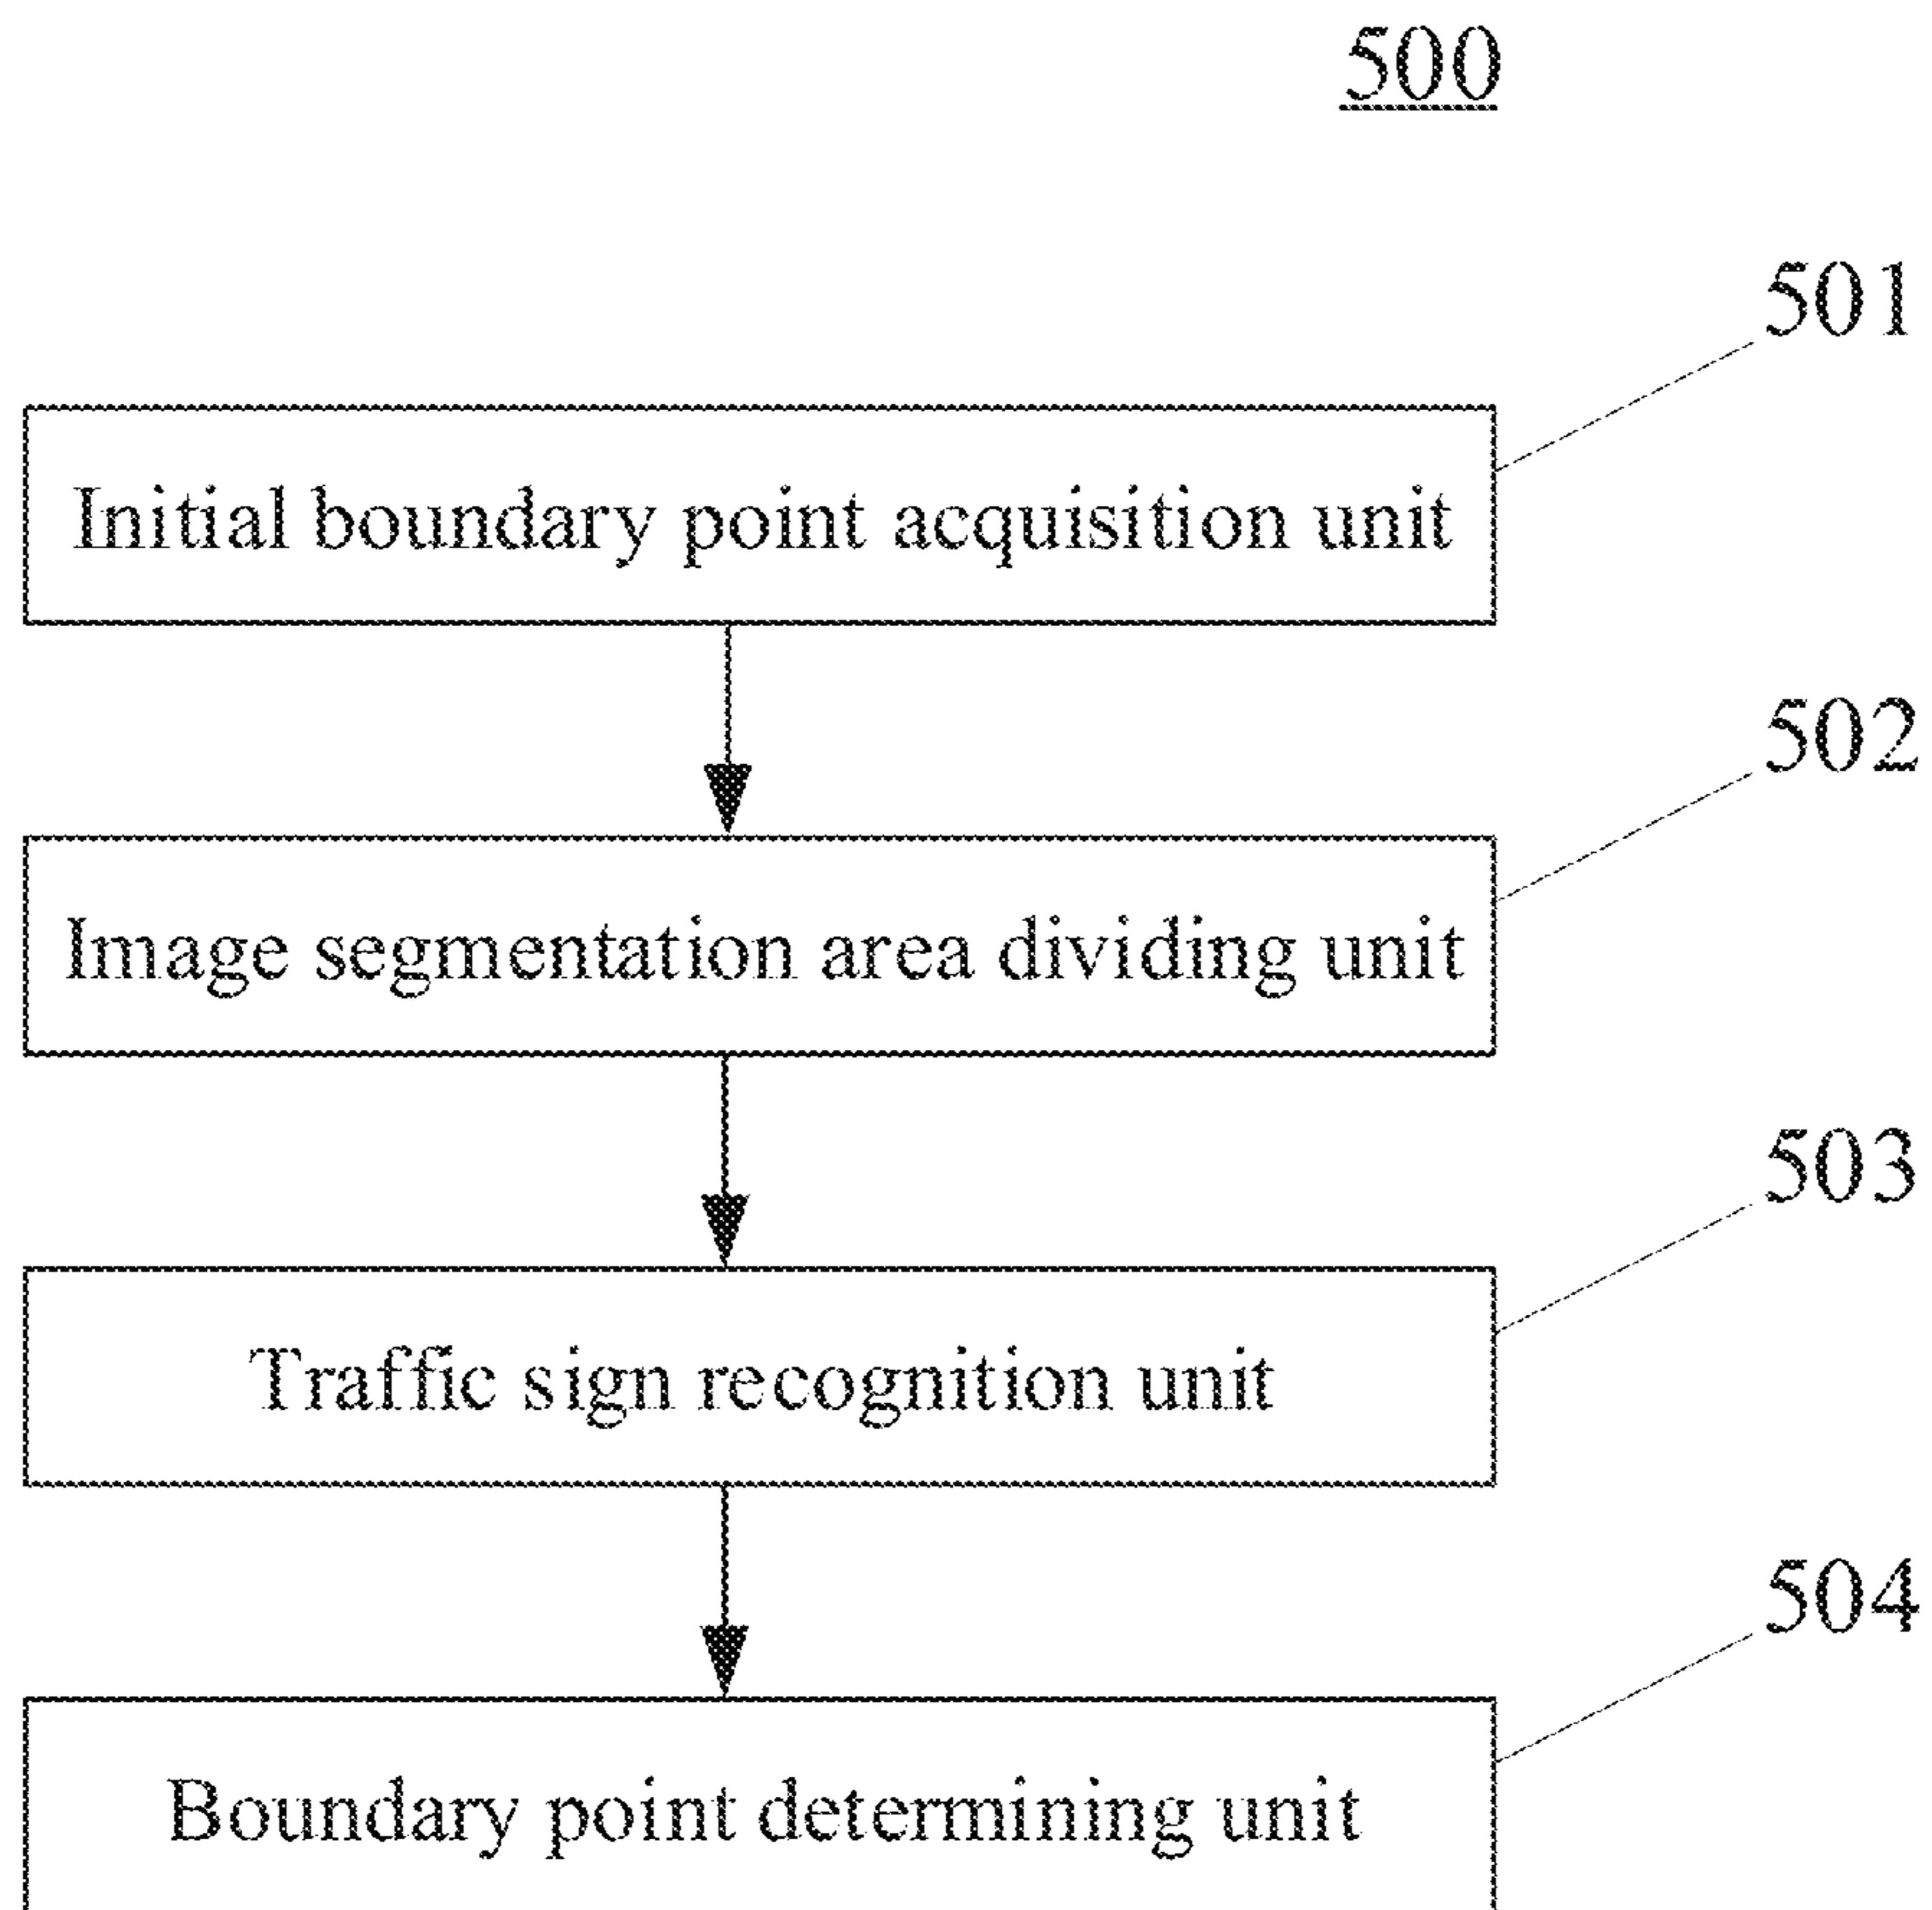 500
501
Initial boundary point acquisition unit
502
Image segmentation area dividing unit
503
Traffic sign recognition unit
504
Boundary point determining unit